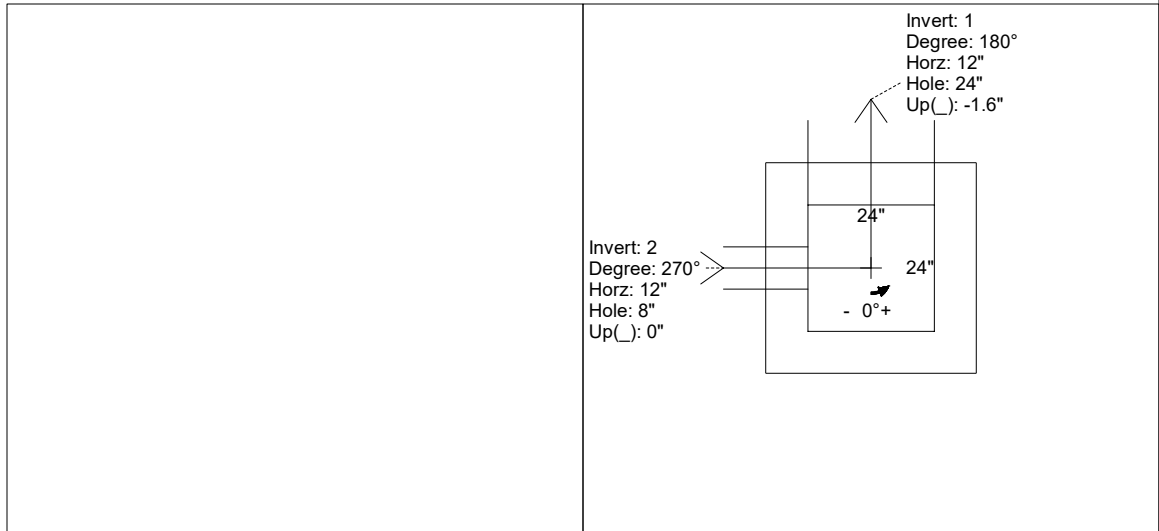 Invert: 1
Degree: 180°
Horz: 12"
Hole: 24"
Up(_): -1.6"
24"
Invert: 2
Degree: 270°
Horz: 12"
Hole: 8"
Up(_): 0"
24"
- 0°+